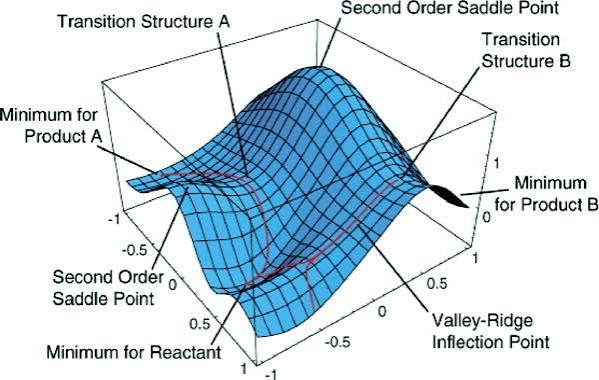 Second Order Saddle Point
Transition Structure A
Transition
Structure B
Minimum for
Product A
1
Minimum
for Product B
0
-1
-0.5
1
Second Order
Saddle Point
0
0.5
0.5
0
Valley-Ridge
Inflection Point
-0.5
Minimum for Reactant
1
-1